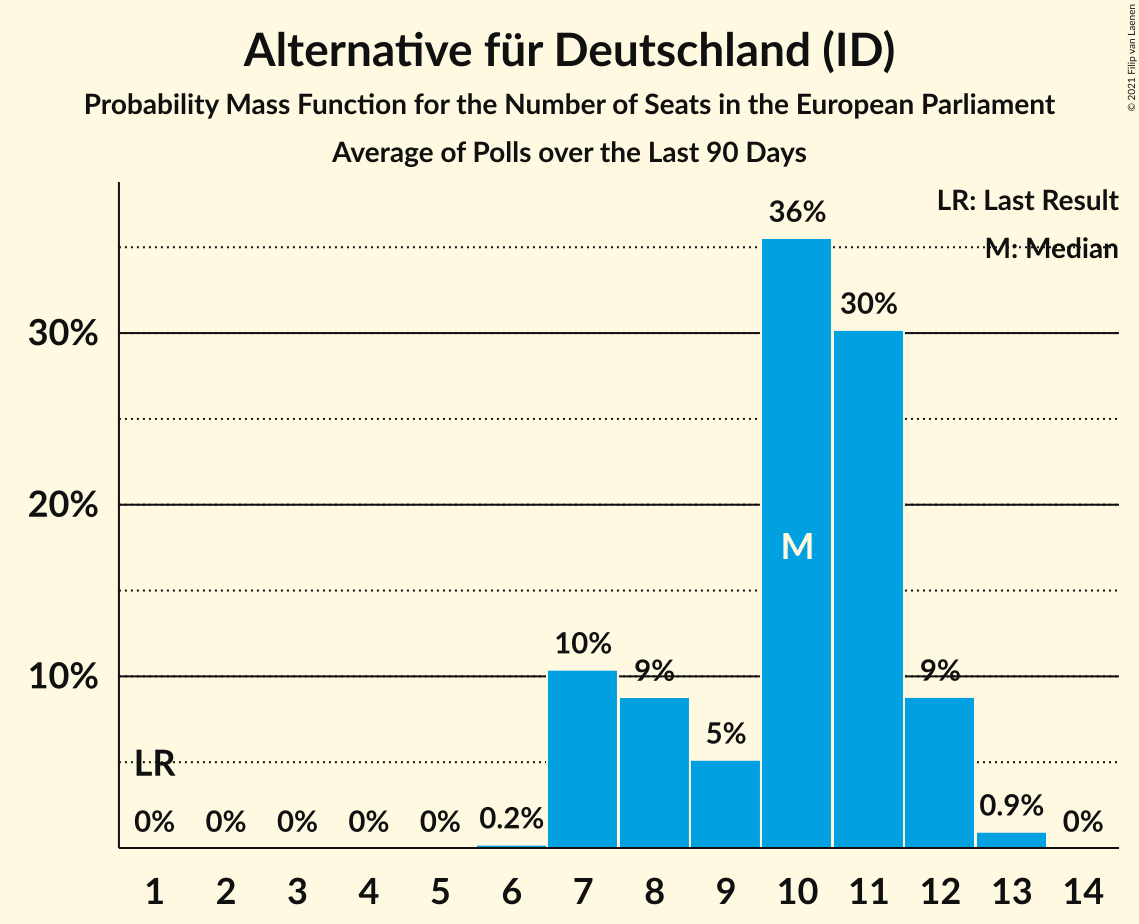 Alternative für Deutschland (ID)
Probability Mass Function for the Number of Seats in the European Parliament
Average of Polls over the Last 90 Days
© 2021 Filip van Laenen
LR: Last Result
M: Median
36%
30%
30%
20%
M
10%
10%
9%
9%
5%
LR
0%
0%
0%
0%
0%
0.2%
0.9%
0%
1 2 3 4 5 6 7 8 9 10 11 12 13 14